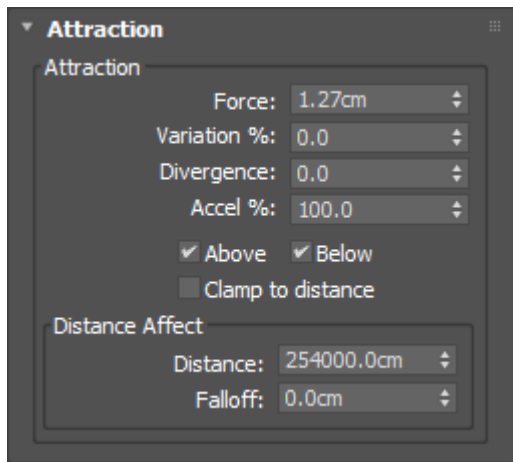 Attraction
Attraction
Force: 1.27cm
Variation %: 0.0
Divergence: 0.0
Accel %: 100.0
Above Below
Clamp to distance
Distance Affect
Distance: 254000.0cm
Falloff: 0.0cm